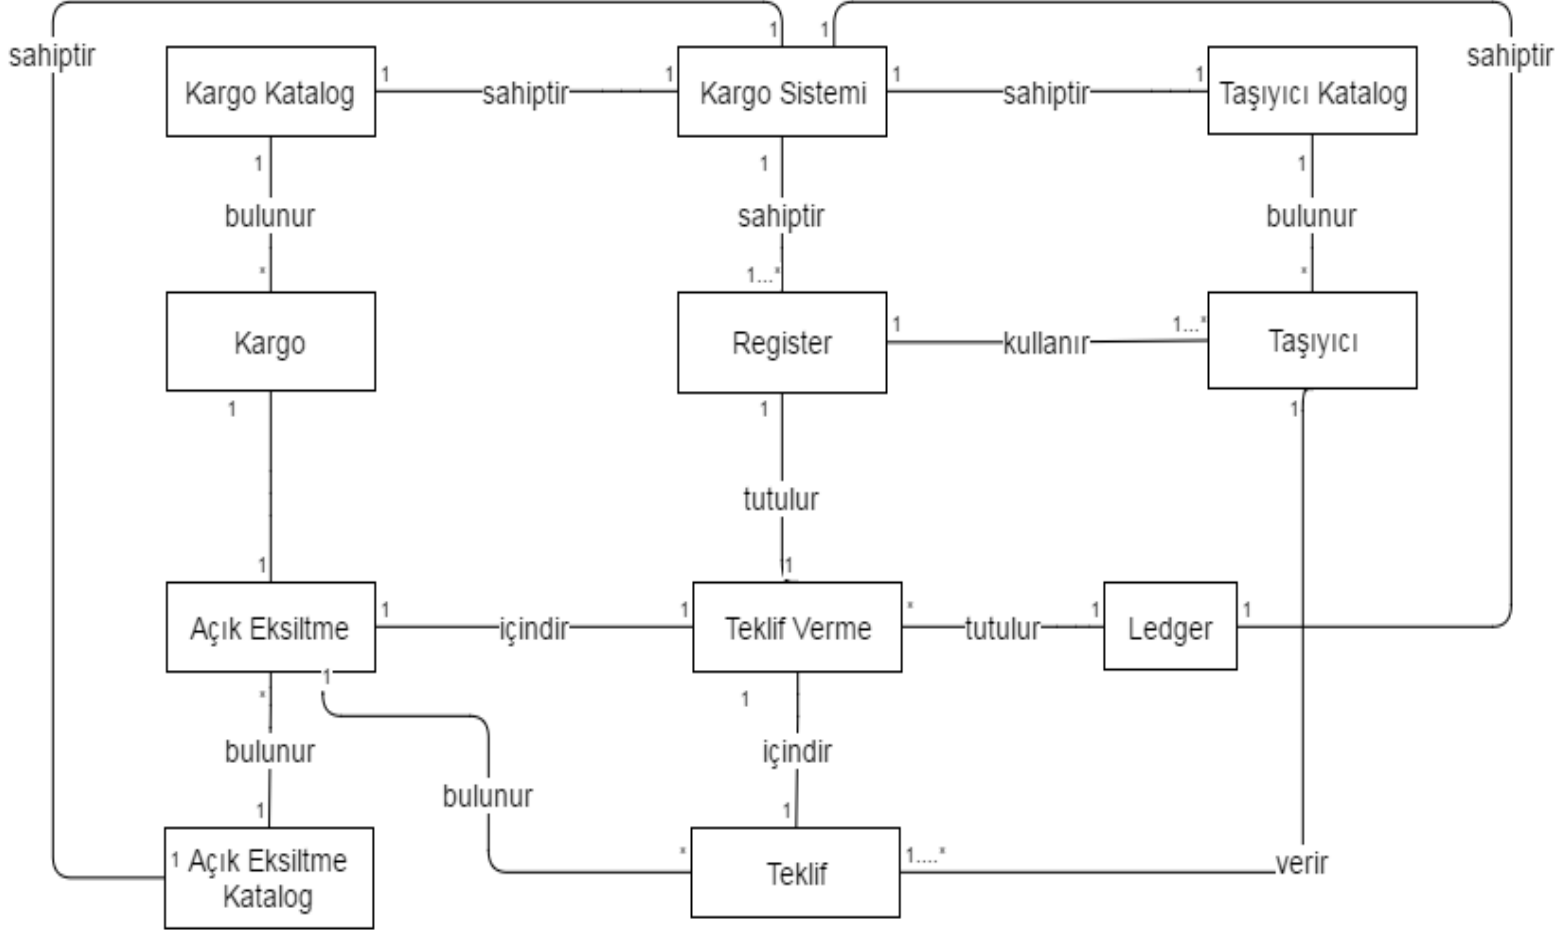 1 1
sahiptir sahiptir
Kargo Katalog 1 sahiptir 1 Kargo Sistemi 1 sahiptir 1 Taşıyıcı Katalog
1 1 1
bulunur sahiptir bulunur
* 1...* *
Kargo Register 1 kullanır 1...* Taşıyıcı
1 1 1
tutulur
1 1
Açık Eksiltme 1 içindir 1 Teklif Verme * tutulur 1 Ledger 1
1
* 1
bulunur içindir
bulunur
1 1
1 Açık Eksiltme
Katalog
* Teklif 1....* verir